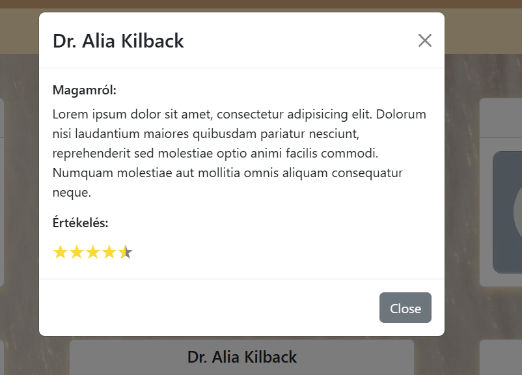 Dr. Alia Kilback
Magamról:
Lorem ipsum dolor sit amet, consectetur adipisicing elit. Dolorum
nisi laudantium maiores quibusdam pariatur nesciunt,
reprehenderit sed molestiae optio animi facilis commodi.
Numquam molestiae aut mollitia omnis aliquam consequatur
neque.
Értékelés:
Close
Dr. Alia Kilback